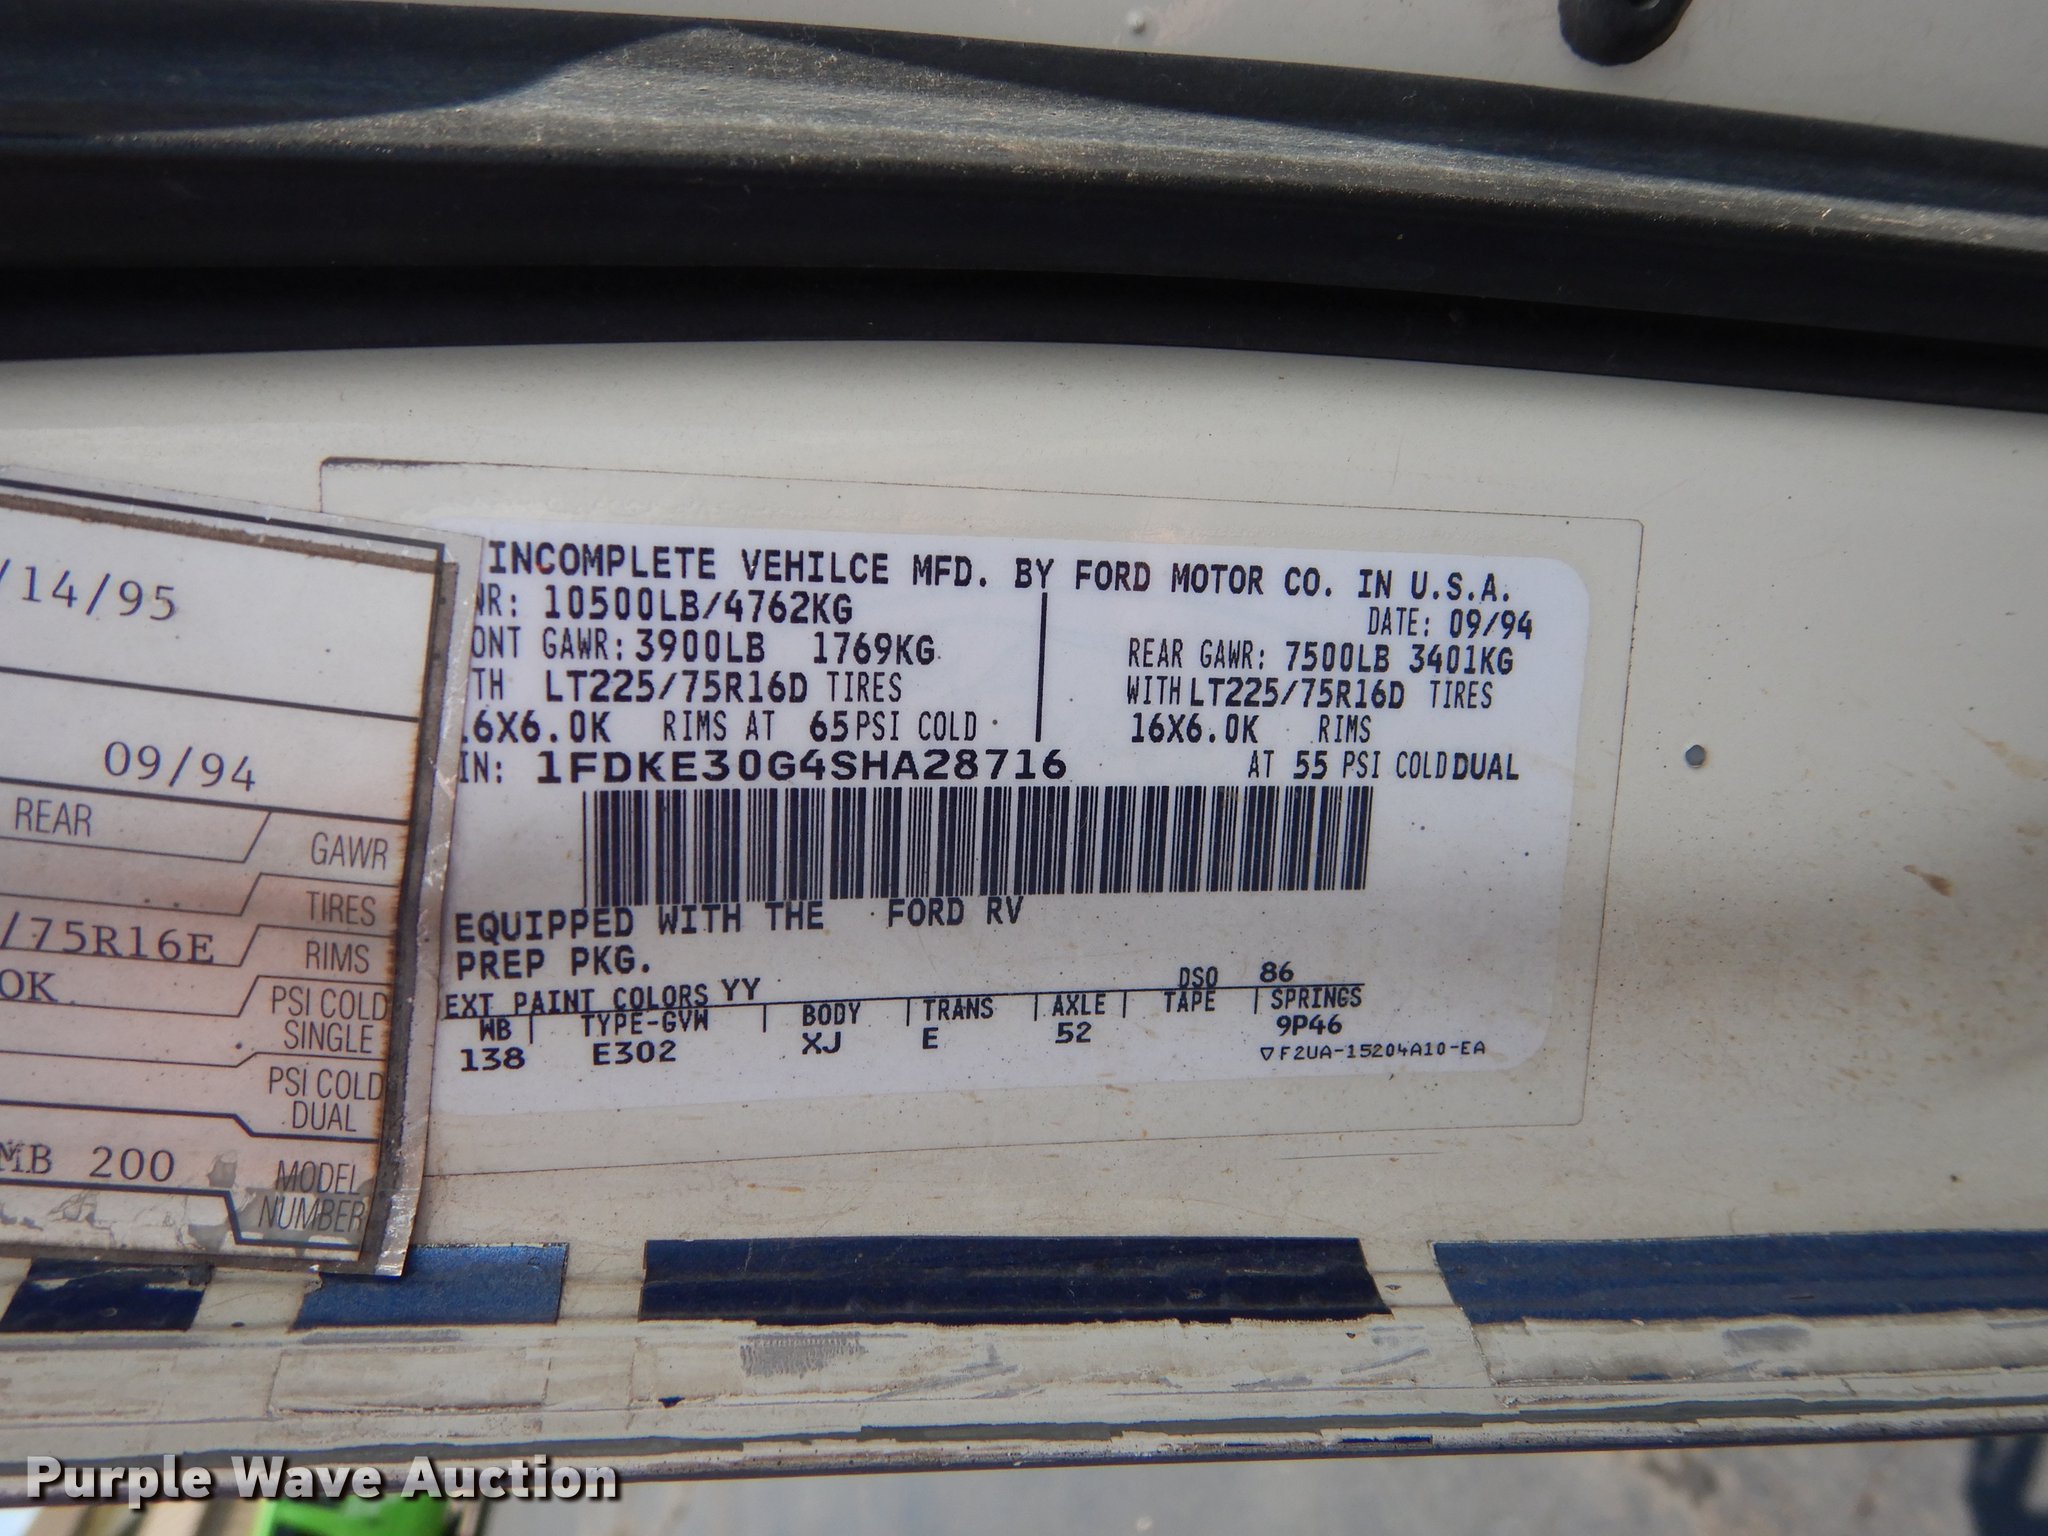 INCOMPLETE VEHILCE MFD. BY FORD MOTOR CO. IN U.S.A.
WR: 10500LB/4762KG
DATE: 09/94
ONT GAWR: 3900LB 1769KG
TH LT225/75R16D TIRES
16X6.0K RIMS AT 65 PSI COLD
REAR GAWR: 7500LB 3401KG
WITH LT225/75R16D TIRES
16X6.0K RIMS
AT 55 PSI COLD DUAL
IN: 1FDKE30G4SHA28716
EQUIPPED WITH THE FORD RV
PREP PKG.
EXT PAINT COLORS YY DSO 86
WB TYPE-GVW BODY TRANS AXLE TAPE SPRINGS
138 E302 XJ E 52 9P46
F2UA-15204A10-EA
/14/95
09/94
REAR
GAWR
TIRES
/75R16E RIMS
0K
PSI COLD
SINGLE
PSI COLD
DUAL
MB 200
MODEL
NUMBER
Purple Wave Auction